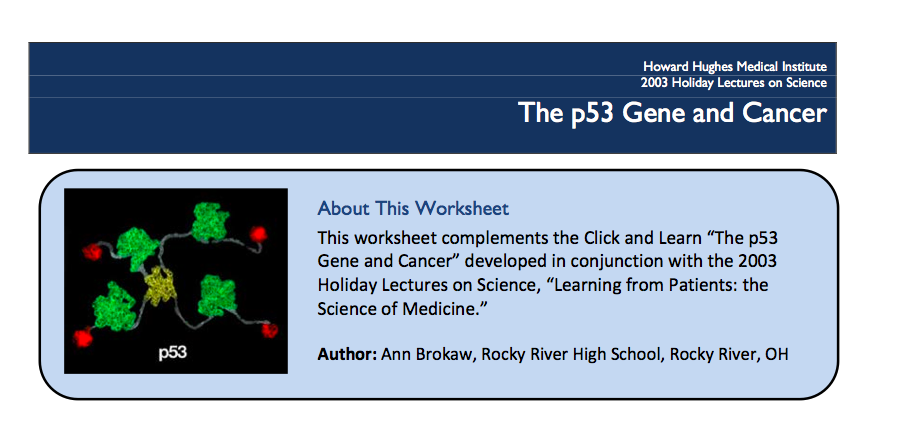 Howard Hughes Medical Institute
2003 Holiday Lectures on Science
The p53 Gene and Cancer
p53
About This Worksheet
This worksheet complements the Click and Learn “The p53
Gene and Cancer” developed in conjunction with the 2003
Holiday Lectures on Science, “Learning from Patients: the
Science of Medicine.”
Author: Ann Brokaw, Rocky River High School, Rocky River, OH